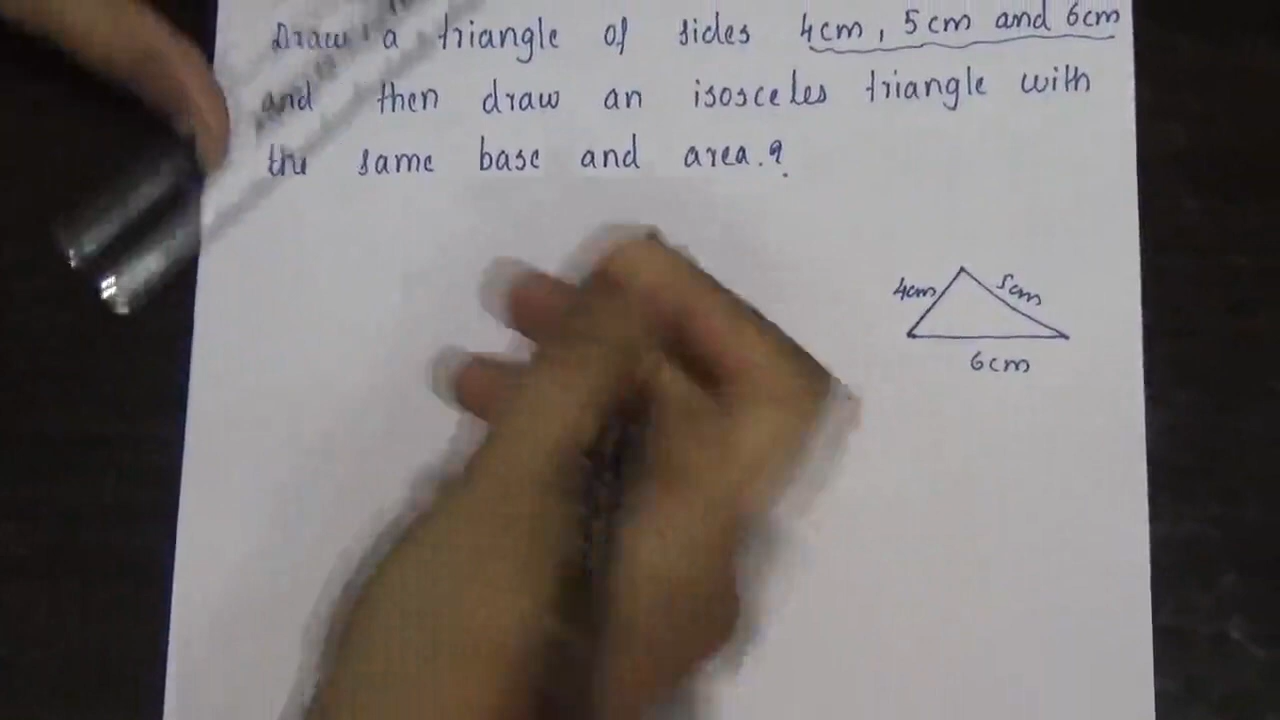 Draw a triangle of sides 4cm, 5cm and 6cm
and then draw an isosceles triangle with
the same base and area.?
4cm 5cm
6cm